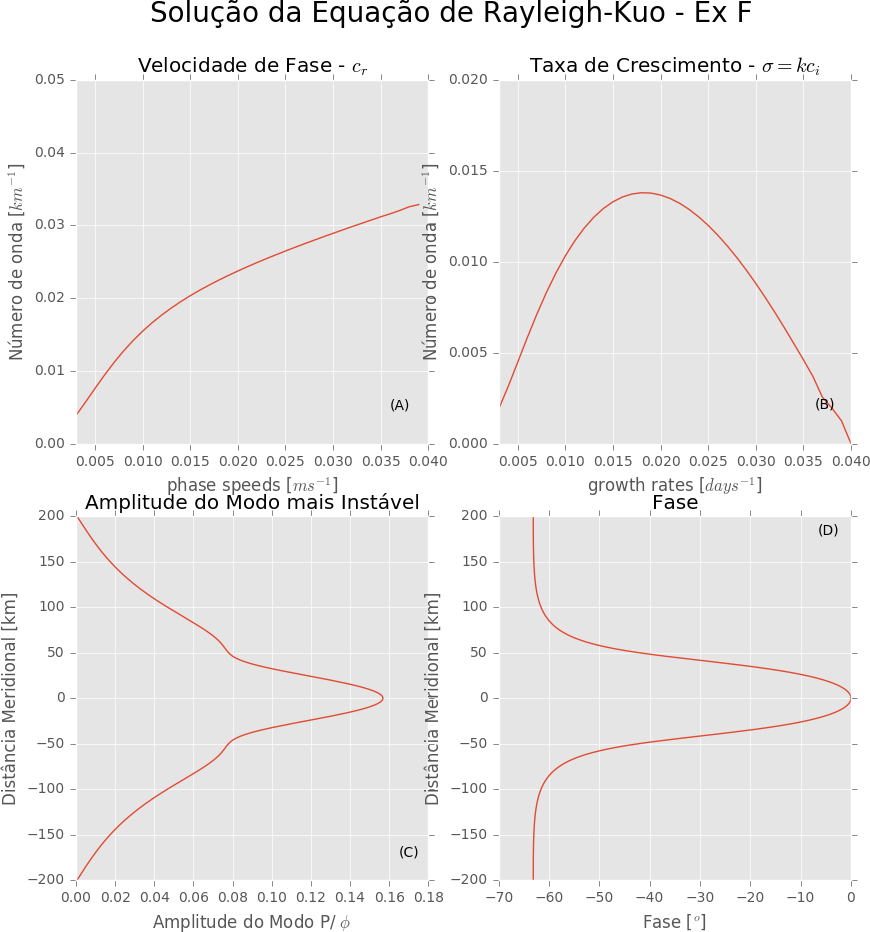 Solução da Equação de Rayleigh-Kuo - Ex F
Velocidade de Fase - $c_r$
Número de onda [$km^{-1}$]
0.05
0.04
0.03
0.02
0.01
0.00
(A)
0.005 0.010 0.015 0.020 0.025 0.030 0.035 0.040
phase speeds [$ms^{-1}$]
Taxa de Crescimento - $\sigma = kc_i$
Número de onda [$km^{-1}$]
0.020
0.015
0.010
0.005
0.000
(B)
0.005 0.010 0.015 0.020 0.025 0.030 0.035 0.040
growth rates [$days^{-1}$]
Amplitude do Modo mais Instável
Distância Meridional [km]
200
150
100
50
0
−50
−100
−150
−200
(C)
0.00 0.02 0.04 0.06 0.08 0.10 0.12 0.14 0.16 0.18
Amplitude do Modo P/ $\phi$
Fase
Distância Meridional [km]
(D)
200
150
100
50
0
−50
−100
−150
−200
−70 −60 −50 −40 −30 −20 −10 0
Fase [$^o$]